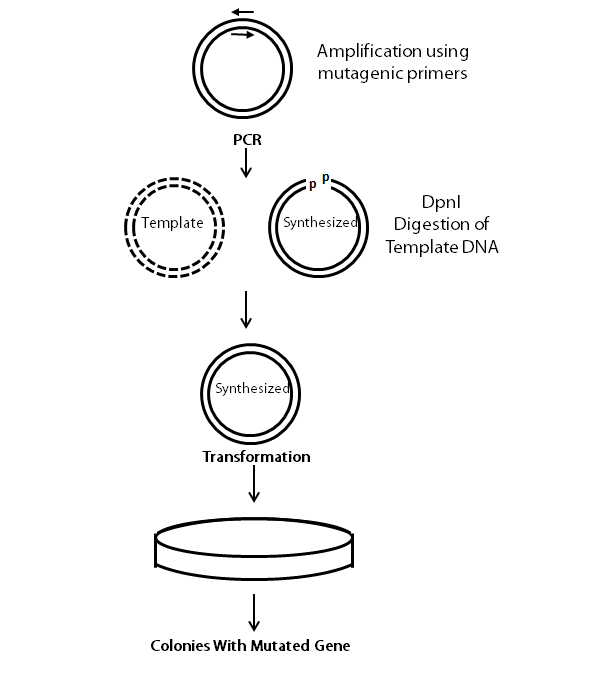 Amplification using
mutagenic primers
PCR
p p
Template
Synthesized
DpnI
Digestion of
Template DNA
Synthesized
Transformation
Colonies With Mutated Gene